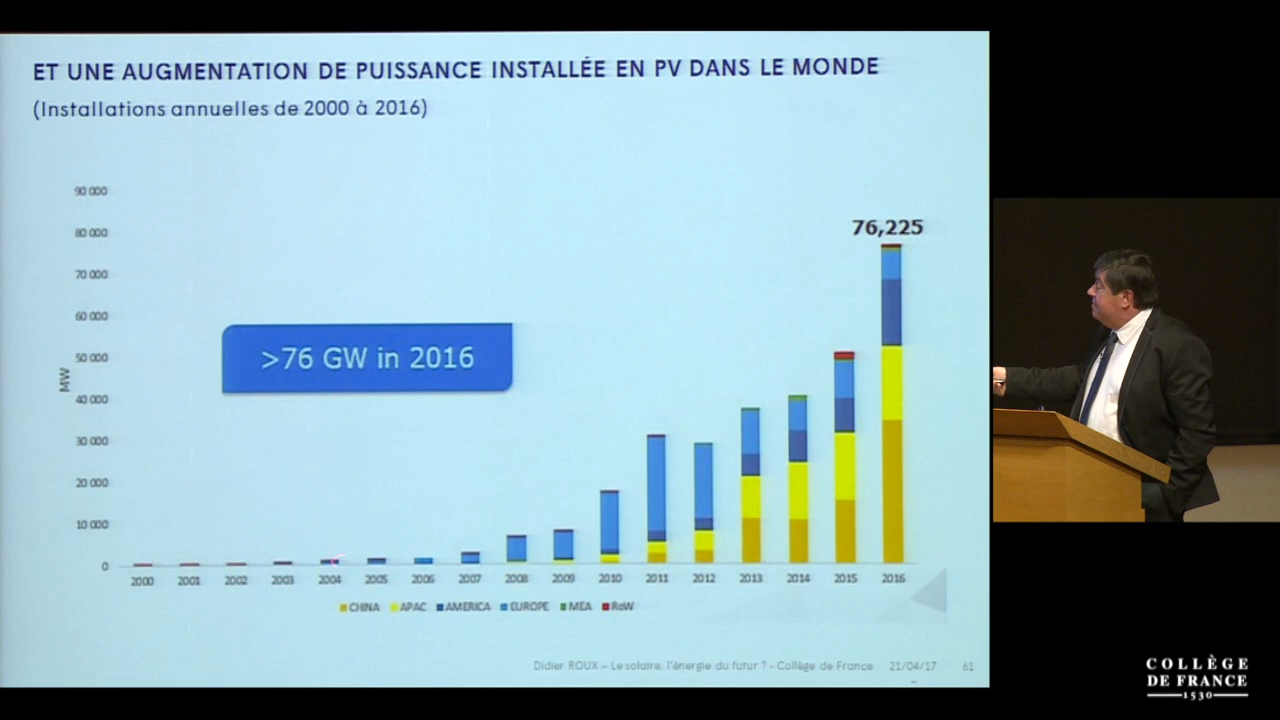 ET UNE AUGMENTATION DE PUISSANCE INSTALLÉE EN PV DANS LE MONDE
(Installations annuelles de 2000 à 2016)
90 000
80 000
70 000
60 000
50 000
40 000
30 000
20 000
10 000
0
MW
76,225
>76 GW in 2016
2000 2001 2002 2003 2004 2005 2006 2007 2008 2009 2010 2011 2012 2013 2014 2015 2016
CHINA APAC AMERICA EUROPE MEA RoW
Didier ROUX – Le solaire, l'énergie du futur ? - Collège de France 21/04/17 61
COLLÈGE
DE FRANCE
1530